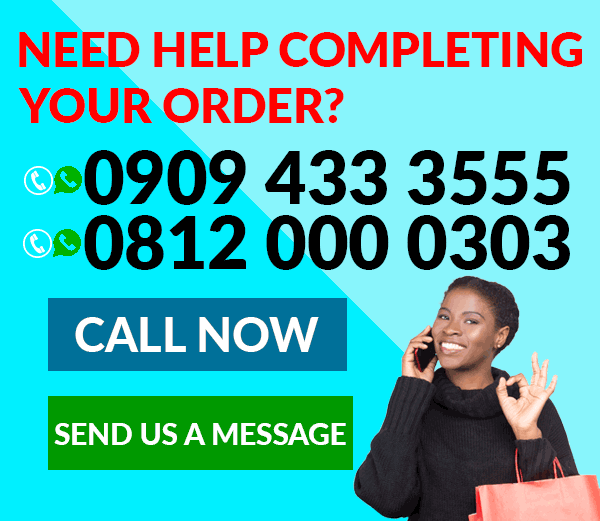 NEED HELP COMPLETING
YOUR ORDER?
0909 433 3555
0812 000 0303
CALL NOW
SEND US A MESSAGE